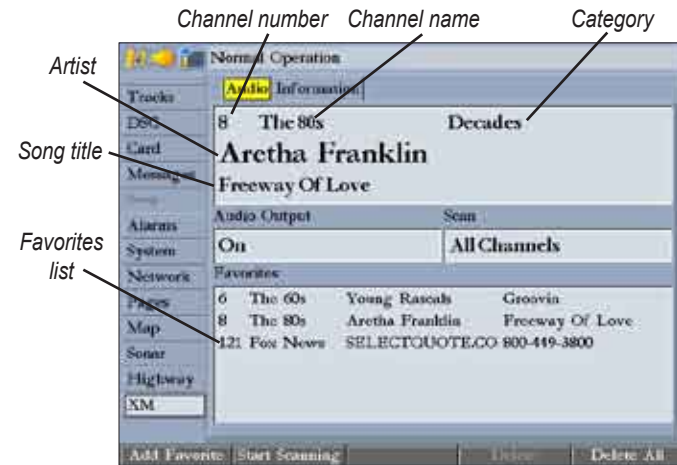 Channel number Channel name Category
Artist
Song title
Favorites
list
Normal Operation
Audio Information
Tracks
DSC
Card
Messages
Alarms
System
Network
Pages
Map
Sonar
Highway
XM
8 The 80s Decades
Aretha Franklin
Freeway Of Love
Audio Output Scan
On All Channels
Favorites
6 The 60s Young Rascals Groovin
8 The 80s Aretha Franklin Freeway Of Love
121 Fox News SELECTQUOTE.CO 800-449-3800
Add Favorite Start Scanning Delete Delete All